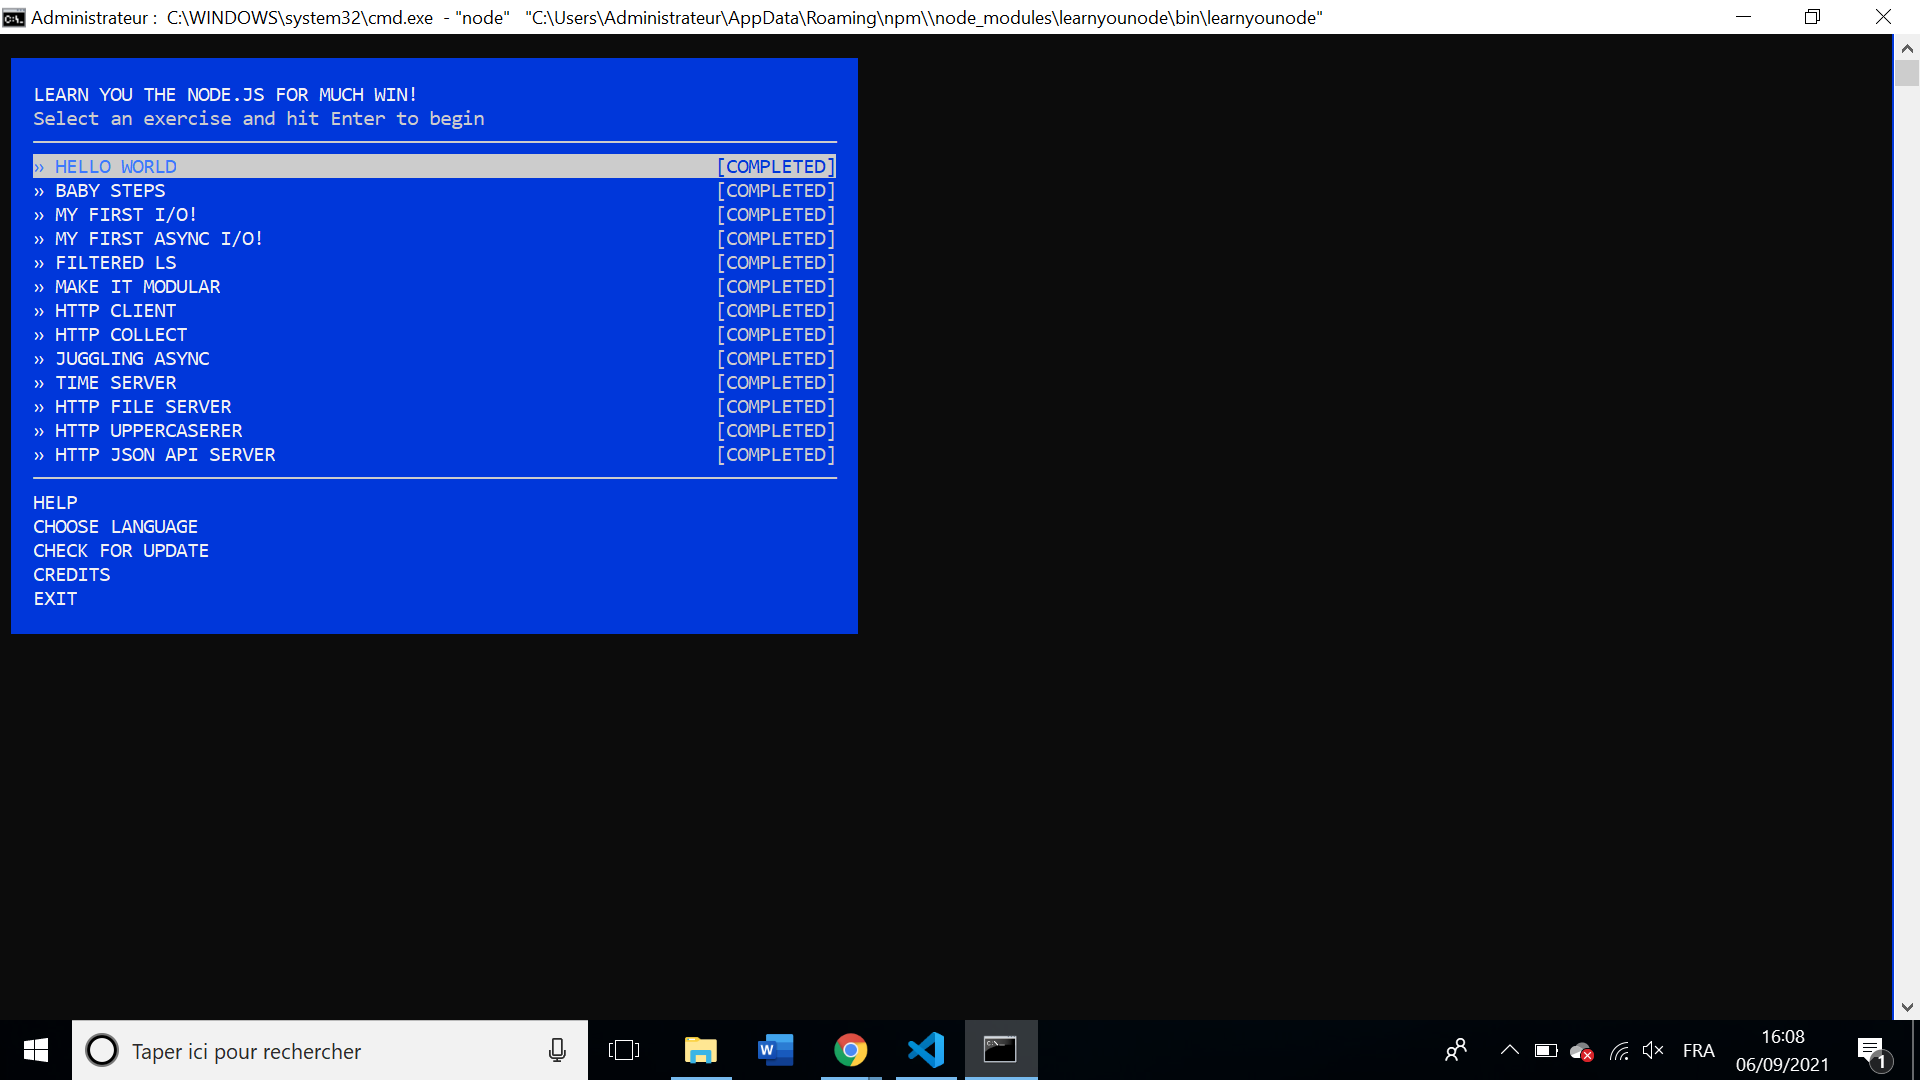 Administrateur : C:\WINDOWS\system32\cmd.exe - "node" "C:\Users\Administrateur\AppData\Roaming\npm\\node_modules\learnyounode\bin\learnyounode"
LEARN YOU THE NODE.JS FOR MUCH WIN!
Select an exercise and hit Enter to begin
» HELLO WORLD [COMPLETED]
» BABY STEPS [COMPLETED]
» MY FIRST I/O! [COMPLETED]
» MY FIRST ASYNC I/O! [COMPLETED]
» FILTERED LS [COMPLETED]
» MAKE IT MODULAR [COMPLETED]
» HTTP CLIENT [COMPLETED]
» HTTP COLLECT [COMPLETED]
» JUGGLING ASYNC [COMPLETED]
» TIME SERVER [COMPLETED]
» HTTP FILE SERVER [COMPLETED]
» HTTP UPPERCASERER [COMPLETED]
» HTTP JSON API SERVER [COMPLETED]
HELP
CHOOSE LANGUAGE
CHECK FOR UPDATE
CREDITS
EXIT
Taper ici pour rechercher
FRA
16:08
06/09/2021
1